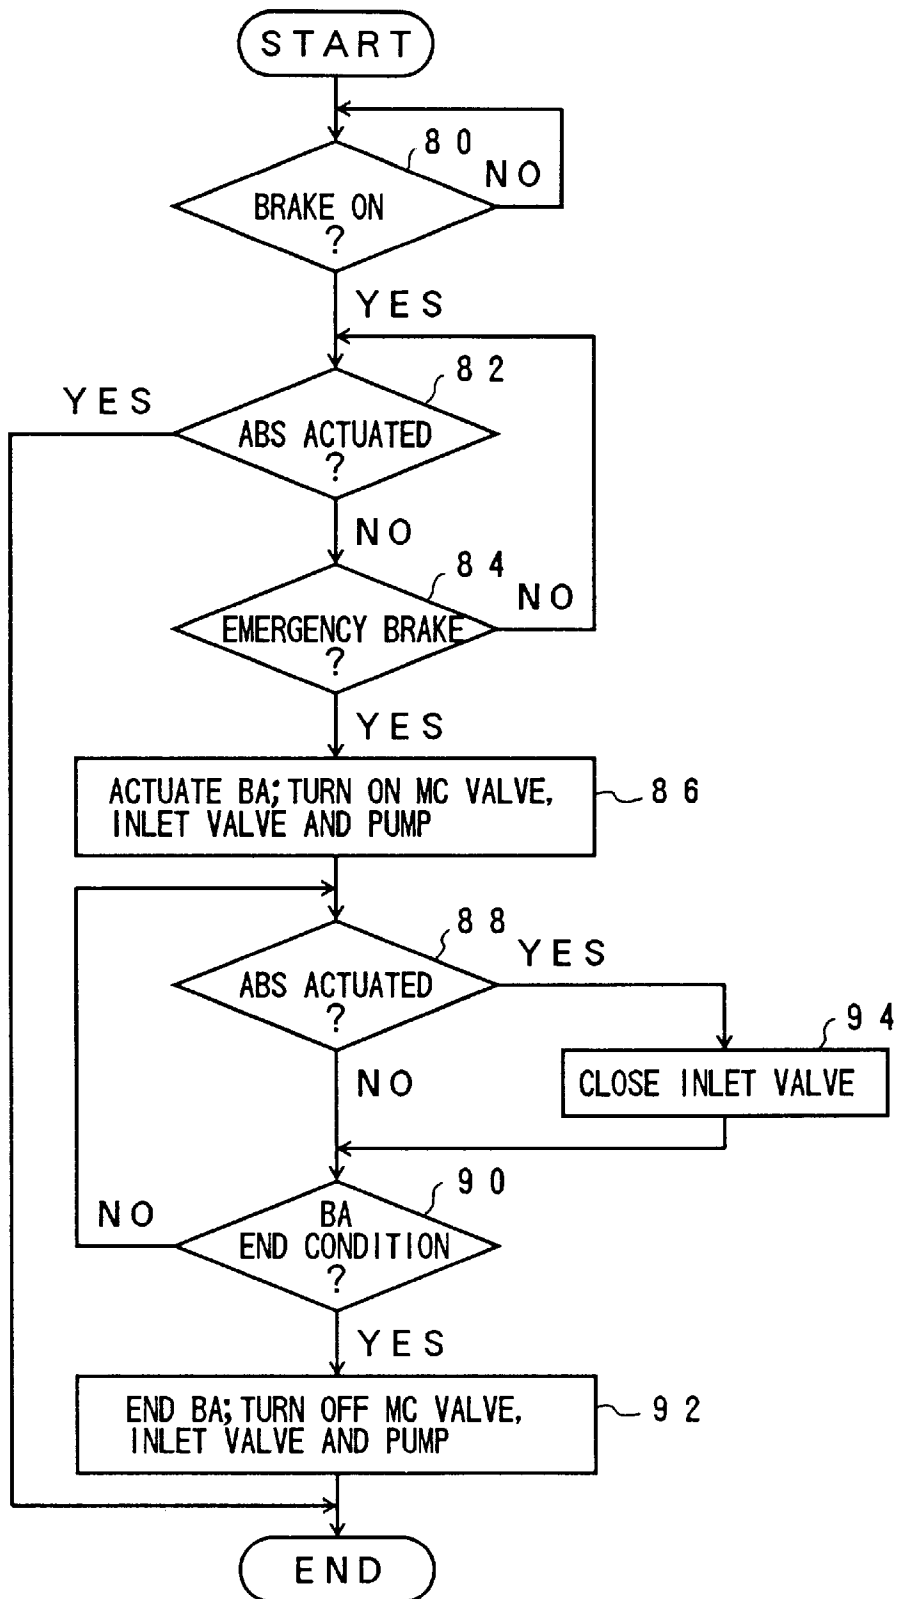 START
80
NO
BRAKE ON
?
YES
82
YES
ABS ACTUATED
?
NO
84
NO
EMERGENCY BRAKE
?
YES
ACTUATE BA;TURN ON MC VALVE,
INLET VALVE AND PUMP
86
88
YES
ABS ACTUATED
?
94
NO
CLOSE INLET VALVE
90
NO
BA
END CONDITION
?
YES
END BA;TURN OFF MC VALVE,
INLET VALVE AND PUMP
92
END